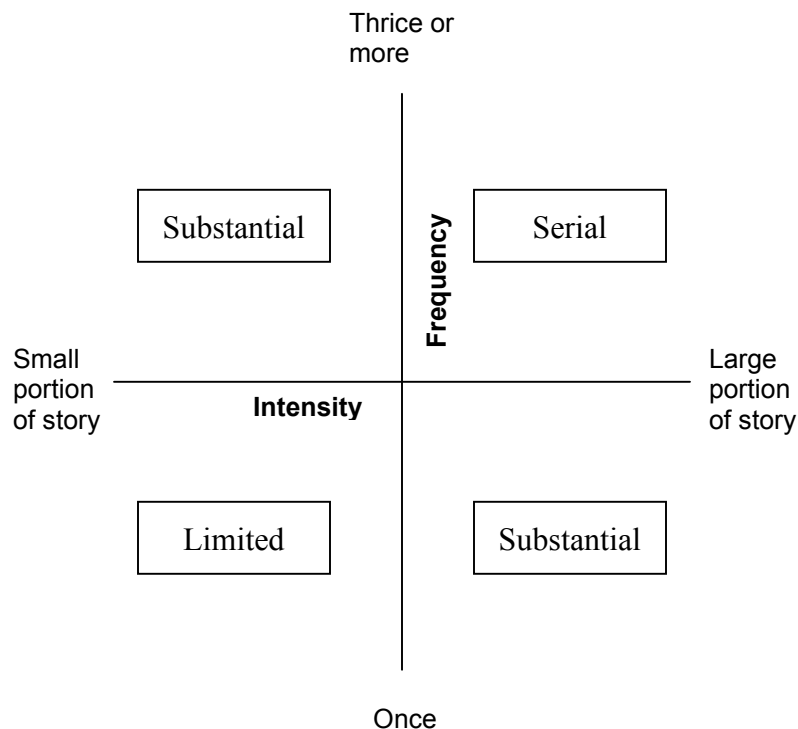 Thrice or
more
Substantial
Serial
Frequency
Small
portion
of story
Intensity
Large
portion
of story
Limited
Substantial
Once